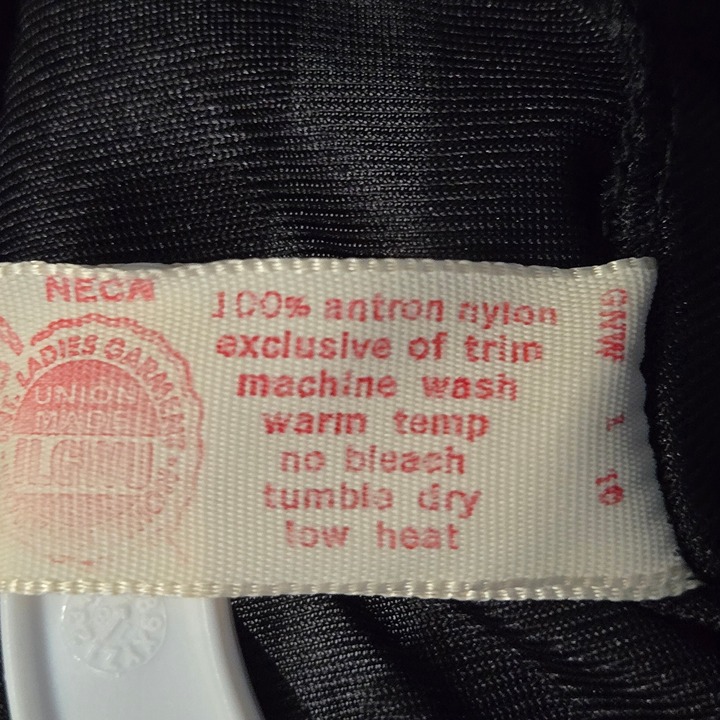 LADIES GARMENT
UNION
MADE
ILGWU
100% antron nylon
exclusive of trim
machine wash
warm temp
no bleach
tumble dry
low heat